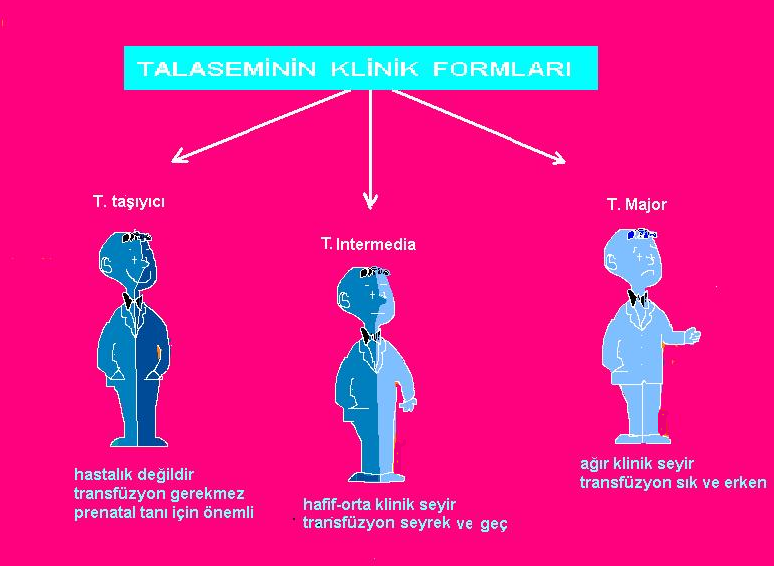 TALASEMİNİN KLİNİK FORMLARI
T. taşıyıcı
hastalık değildir
transfüzyon gerekmez
prenatal tanı için önemli
T. Intermedia
hafif-orta klinik seyir
transfüzyon seyrek ve geç
T. Major
ağır klinik seyir
transfüzyon sık ve erken